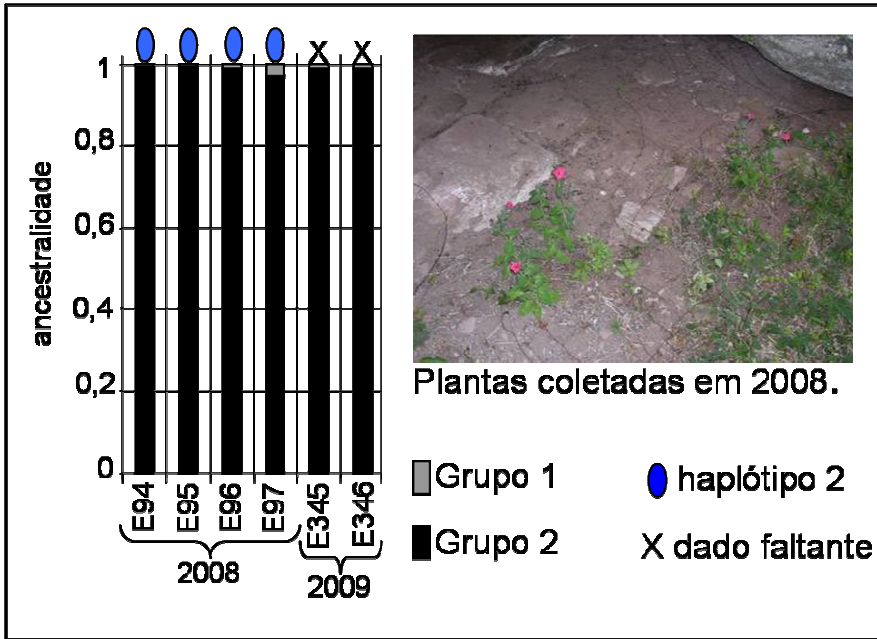 ancestralidade
1
0,8
0,6
0,4
0,2
0
X X
E94 E95 E96 E97 E345 E346
2008 2009
Plantas coletadas em 2008.
Grupo 1
haplótipo 2
Grupo 2
X dado faltante